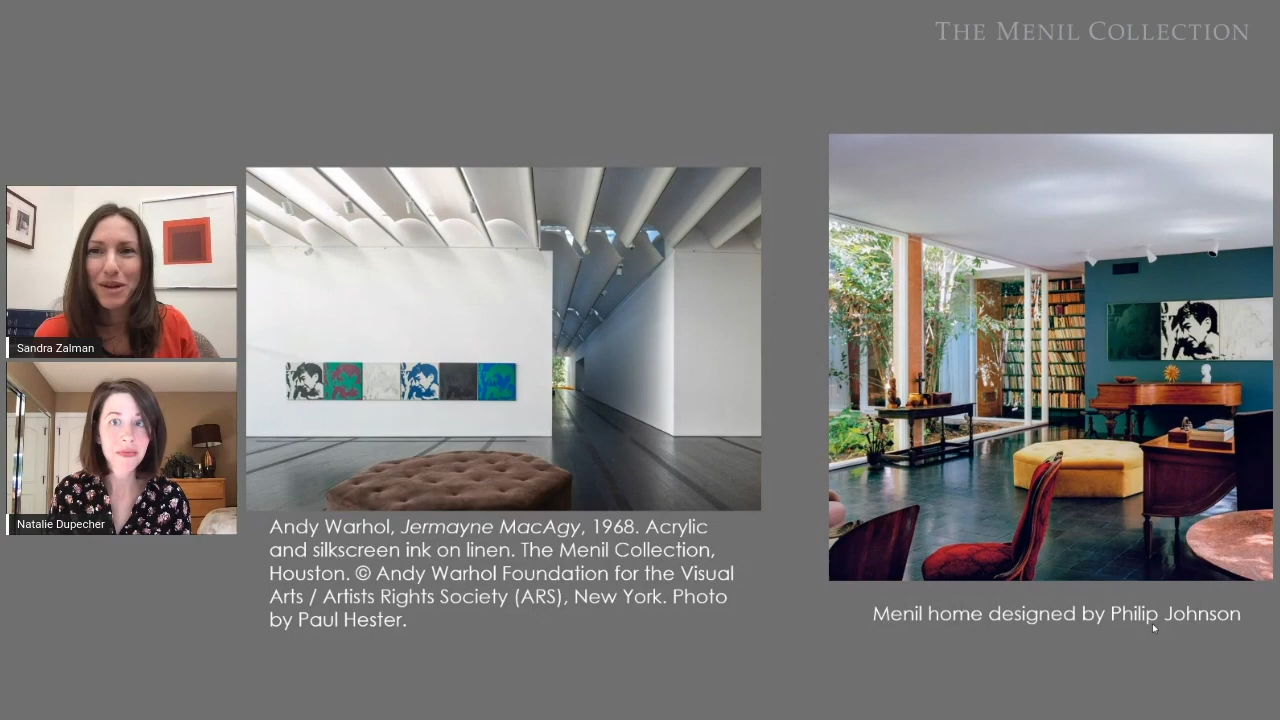 THE MENIL COLLECTION
Sandra Zalman
Natalie Dupecher
Andy Warhol, Jermayne MacAgy, 1968. Acrylic
and silkscreen ink on linen. The Menil Collection,
Houston. © Andy Warhol Foundation for the Visual
Arts / Artists Rights Society (ARS), New York. Photo
by Paul Hester.
Menil home designed by Philip Johnson